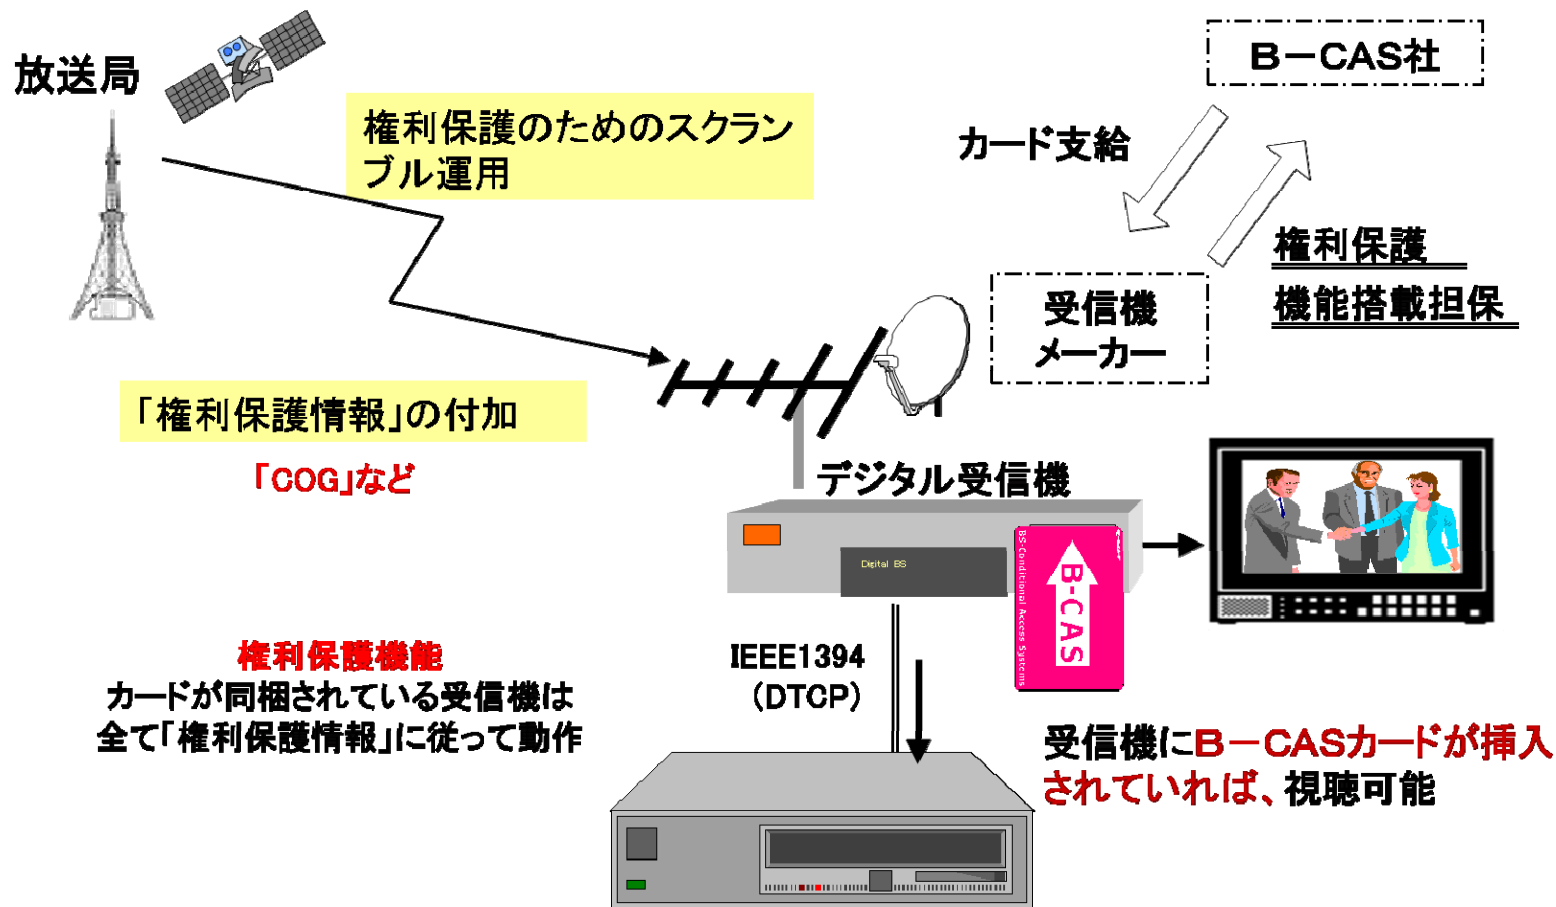 放送局
B－CAS社
権利保護のためのスクラン
ブル運用
カード支給
権利保護
機能搭載担保
受信機
メーカー
「権利保護情報」の付加
「COG」など
デジタル受信機
Digital BS
BS-Conditional Access Systems
B-CAS
IEEE1394
（DTCP）
権利保護機能
カードが同梱されている受信機は
全て「権利保護情報」に従って動作
受信機にB－CASカードが挿入
されていれば、視聴可能